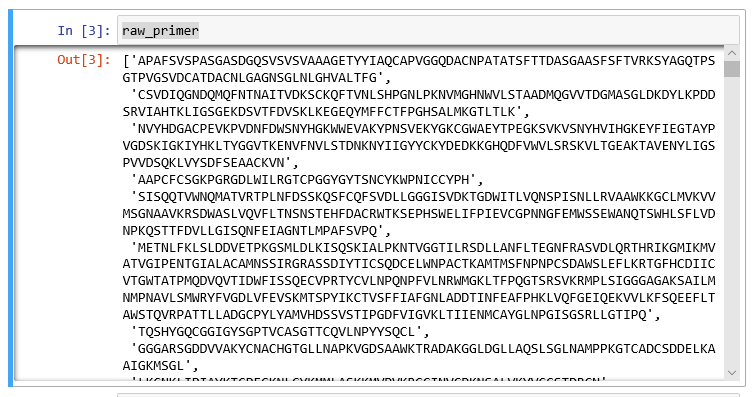 In [3]: raw_primer
Out[3]: ['APAFSVSPASGASDGQSVSVSVAAAGETYYIAQCAPVGGQDACNPATATSFTTDASGAASFSFTVRKSYAGQTPS
GTPVGSVDCATDACNLGAGNSGLNLGHVALTFG',
'CSVDIQGNDQMQFNTNAITVDKSCKQFTVNLSHPGNLPKNVMGHNWVLSTAADMQGVVTDGMASGLDKDYLKPDD
SRVIAHTKLIGSGEKDSVTFDVSKLKEGEQYMFFCTFPGHSALMKGTLTLK',
'NVYHDGACPEVKPVDNFDWSNYHGKWWEVAKYPNSVEKYGKCGWAEYTPEGKSVKVSNYHVIHGKEYFIEGTAYP
VGDSKIGKIYHKLTYGGVTKENVFNVLSTDNKNYIIGYYCKYDEDKKGHQDFVWVLSRSKVLTGEAKTAVENYLIGS
PVVDSQKLVYSDFSEAACKVN',
'AAPCFCSGKPGRGDLWILRGTCPGGYGYTSNCYKWPNICCYPH',
'SISQQTVWNQMATVRTPLNFDSSKQSFCQFSVDLLGGGISVDKTGDWITLVQNSPISNLLRVAAWKKGCLMVKVV
MSGNAAVKRSDWASLVQVFLTNSNSTEHFDACRWTKSEPHSWELIFPIEVCGPNNGFEMWSSEWANQTSWHLSFLVD
NPKQSTTFDVLLGISQNFEIAGNTLMPAFSVPQ',
'METNLFKLSLDDVETPKGSMLDLKISQSKIALPKNTVGGTILRSDLLANFLTEGNFRASVDLQRTHRIKGMIKMV
ATVGIPENTGIALACAMNSSIRGRASSDIYTICSQDCELWNPACTKAMTMSFNPNPCSDAWSLEFLKRTGFHCDIIC
VTGWTATPMQDVQVTIDWFISSQECVPRTYCVLNPQNPFVLNRWMGKLTFPQGTSRSVKRMPLSIGGGAGAKSAILM
NMPNAVLSMWRYFVGDLVFEVSKMTSPYIKCTVSFFIAFGNLADDTINFEAFPHKLVQFGEIQEKVVLKFSQEEFLT
AWSTQVRPATTLLADGCPYLYAMVHDSSVSTIPGDFVIGVKLTIIENMCAYGLNPGISGSRLLGTIPQ',
'TQSHYGQCGGIGYSGPTVCASGTTCQVLNPYYSQCL',
'GGGARSGDDVVAKYCNACHGTGLLNAPKVGDSAAWKTRADAKGGLDGLLAQSLSGLNAMPPKGTCADCSDDELKA
AIGKMSGL',